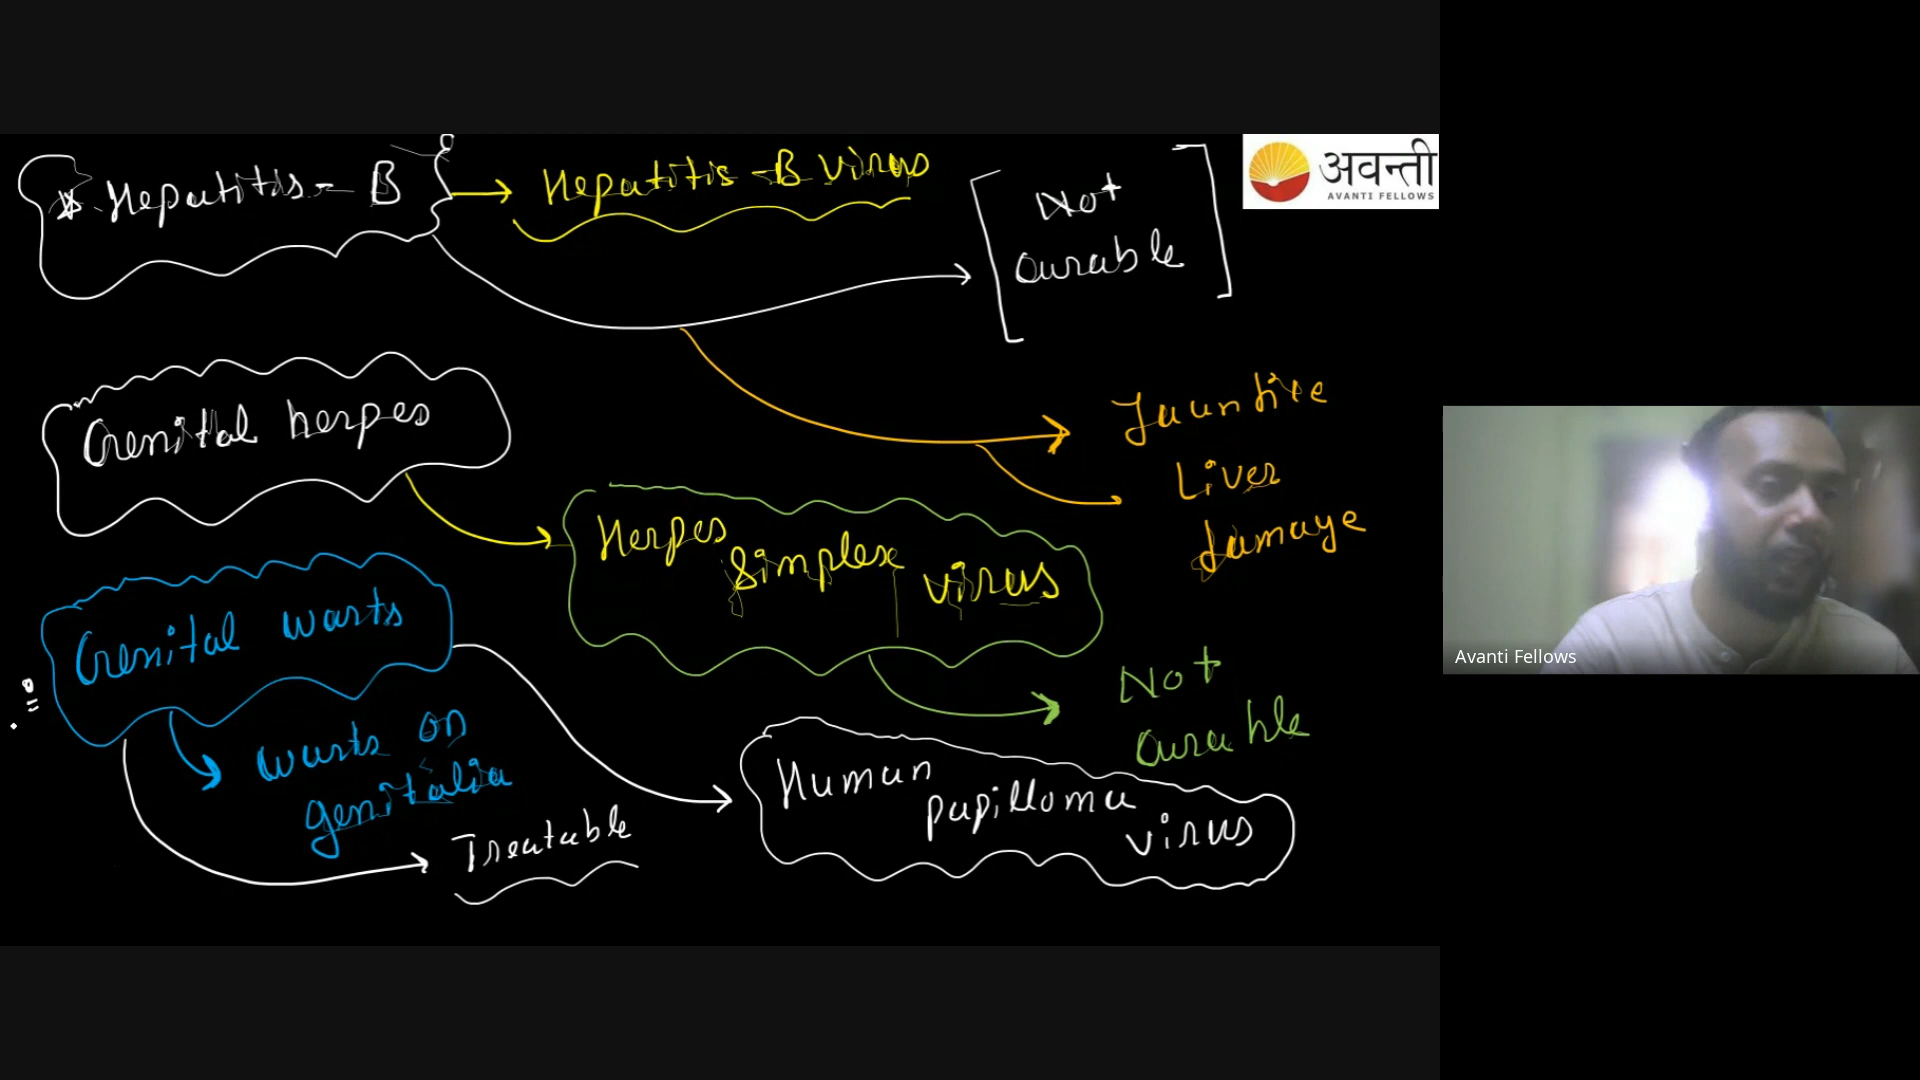 * Hepatitis - B → Hepatitis - B virus
Not
Curable
अवन्ती
AVANTI FELLOWS
Genital herpes
Jaundice
Liver
damage
Herpes simplex virus
Not
Curable
Genital warts
warts on
genitalia
Treatable
Human
papilloma
virus
Avanti Fellows